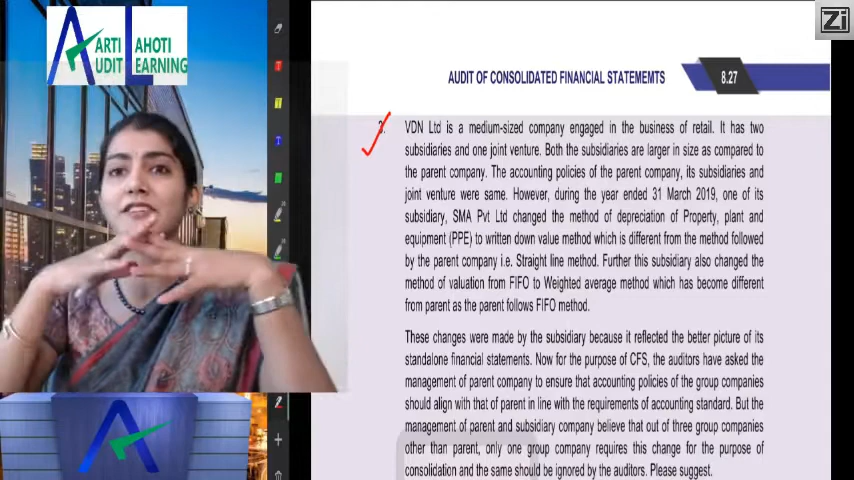 ARTI LAHOTI
AUDIT LEARNING
Zi
AUDIT OF CONSOLIDATED FINANCIAL STATEMEMTS
8.27
3.
VDN Ltd is a medium-sized company engaged in the business of retail. It has two
subsidiaries and one joint venture. Both the subsidiaries are larger in size as compared to
the parent company. The accounting policies of the parent company, its subsidiaries and
joint venture were same. However, during the year ended 31 March 2019, one of its
subsidiary, SMA Pvt Ltd changed the method of depreciation of Property, plant and
equipment (PPE) to written down value method which is different from the method followed
by the parent company i.e. Straight line method. Further this subsidiary also changed the
method of valuation from FIFO to Weighted average method which has become different
from parent as the parent follows FIFO method.
These changes were made by the subsidiary because it reflected the better picture of its
standalone financial statements. Now for the purpose of CFS, the auditors have asked the
management of parent company to ensure that accounting policies of the group companies
should align with that of parent in line with the requirements of accounting standard. But the
management of parent and subsidiary company believe that out of three group companies
other than parent, only one group company requires this change for the purpose of
consolidation and the same should be ignored by the auditors. Please suggest.